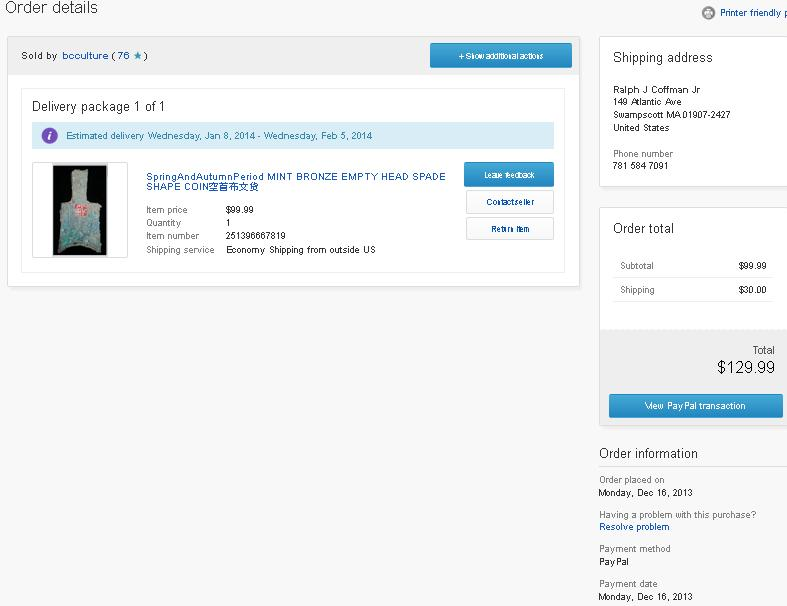 Order details
Printer friendly
Sold by bcculture ( 76 ★ )
+ Show additional actions
Delivery package 1 of 1
i Estimated delivery Wednesday, Jan 8, 2014 - Wednesday, Feb 5, 2014
SpringAndAutumnPeriod MINT BRONZE EMPTY HEAD SPADE
SHAPE COIN空首布文货
Item price $99.99
Quantity 1
Item number 251396667819
Shipping service Economy Shipping from outside US
Leave feedback
Contact seller
Return item
Shipping address
Ralph J Coffman Jr
149 Atlantic Ave
Swampscott MA 01907-2427
United States
Phone number
781 584 7091
Order total
Subtotal $99.99
Shipping $30.00
Total
$129.99
View PayPal transaction
Order information
Order placed on
Monday, Dec 16, 2013
Having a problem with this purchase?
Resolve problem
Payment method
PayPal
Payment date
Monday, Dec 16, 2013